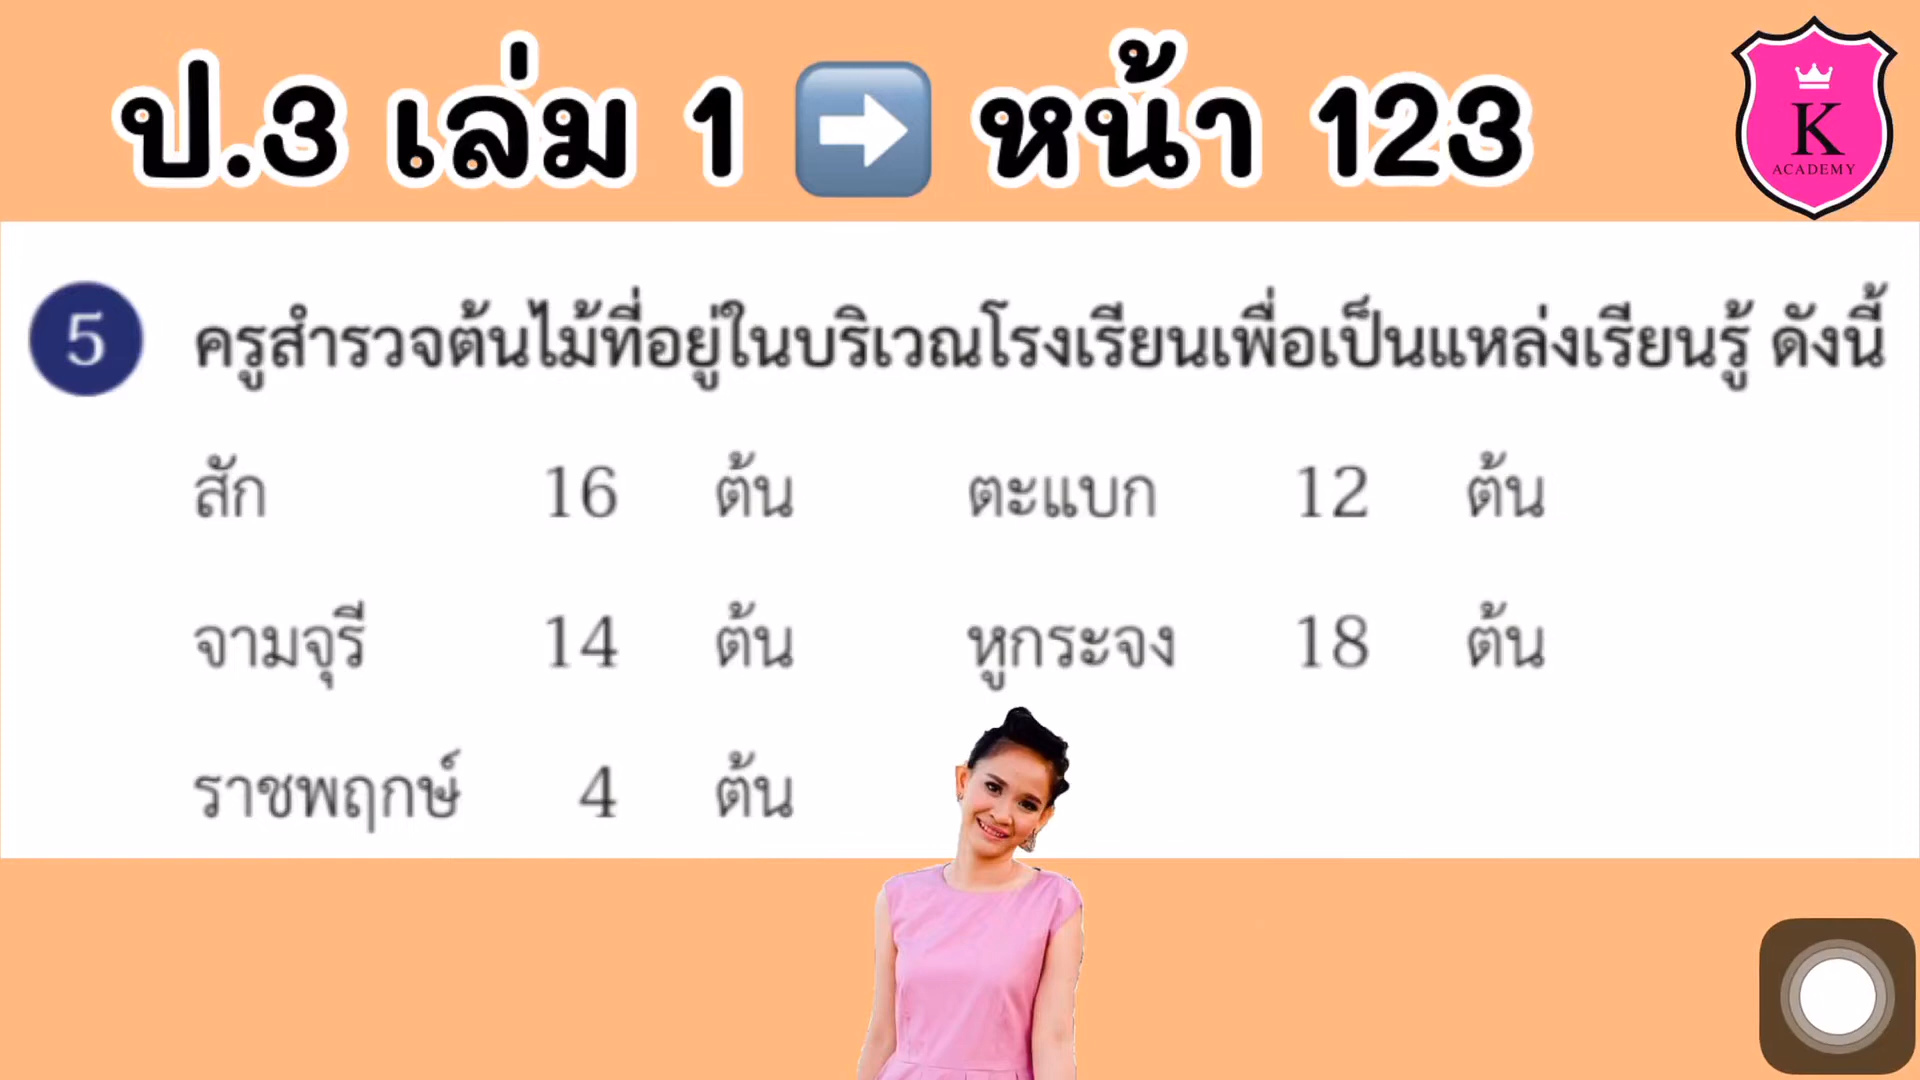 ป.3 เล่ม 1 ➡ หน้า 123
K
ACADEMY
5 ครูสำรวจต้นไม้ที่อยู่ในบริเวณโรงเรียนเพื่อเป็นแหล่งเรียนรู้ ดังนี้
สัก 16 ต้น ตะแบก 12 ต้น
จามจุรี 14 ต้น หูกระจง 18 ต้น
ราชพฤกษ์ 4 ต้น